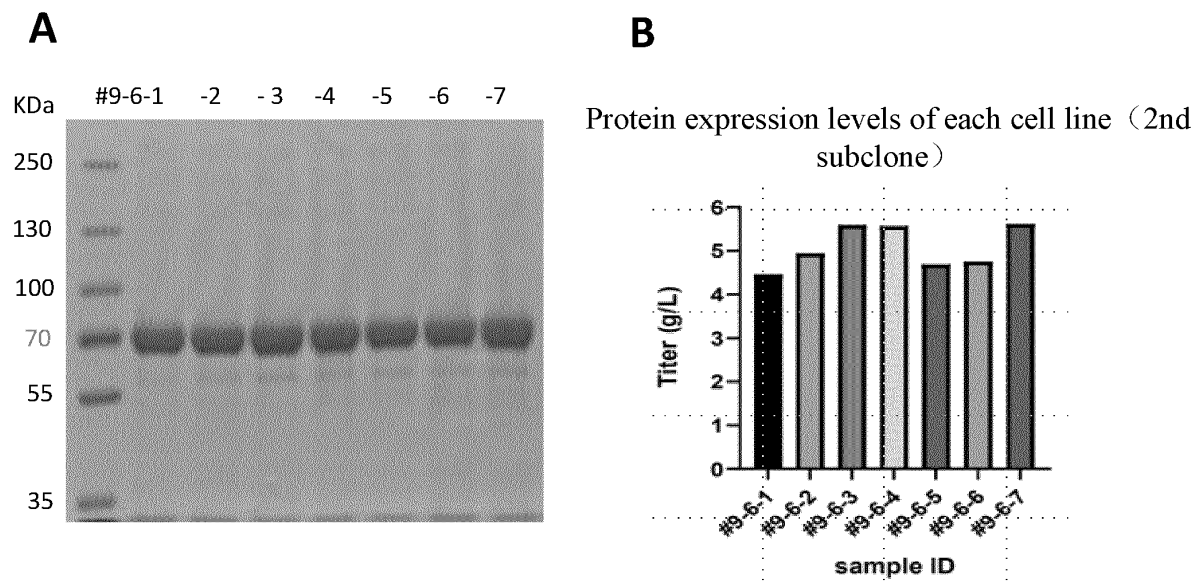 A
#9-6-1 -2 - 3 -4 -5 -6 -7
KDa
250
130
100
70
55
35
B
Protein expression levels of each cell line（2nd
subclone）
6
5
4
3
2
1
0
Titer (g/L)
#9-6-1 #9-6-2 #9-6-3 #9-6-4 #9-6-5 #9-6-6 #9-6-7
sample ID